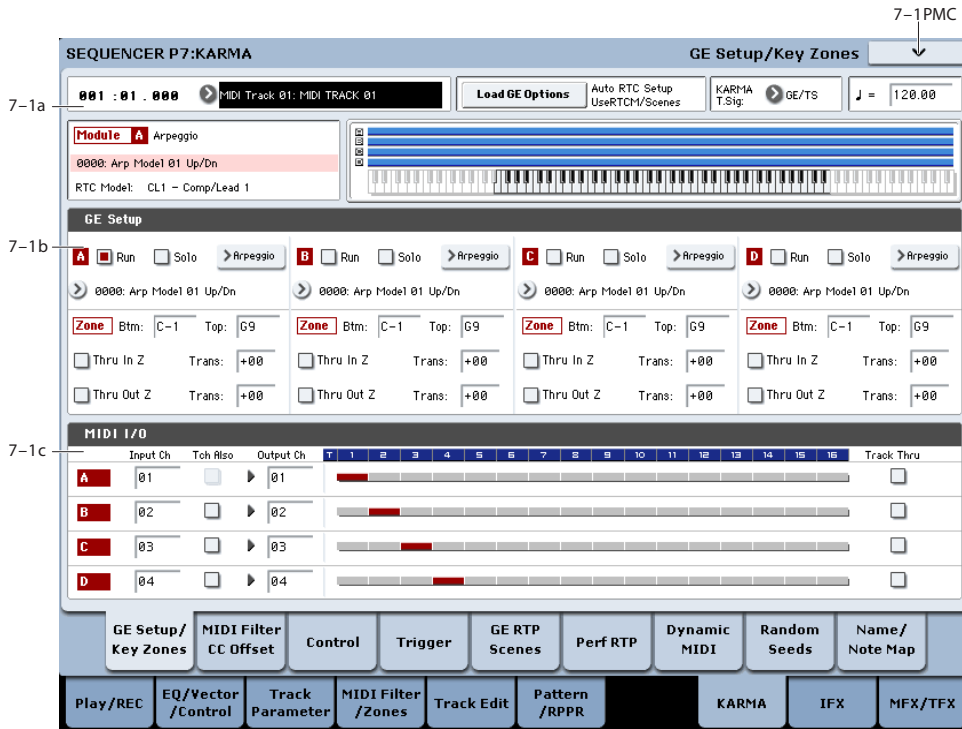 7–1PMC
SEQUENCER P7:KARMA GE Setup/Key Zones
7–1a
001 :01 . 000 MIDI Track 01: MIDI TRACK 01 Load GE Options Auto RTC Setup UseRTCM/Scenes KARMA T.Sig: GE/TS ♩ = 120.00
Module A Arpeggio
0000: Arp Model 01 Up/Dn
RTC Model: CL1 – Comp/Lead 1
GE Setup
7–1b
A Run Solo Arpeggio B Run Solo Arpeggio C Run Solo Arpeggio D Run Solo Arpeggio
0000: Arp Model 01 Up/Dn 0000: Arp Model 01 Up/Dn 0000: Arp Model 01 Up/Dn 0000: Arp Model 01 Up/Dn
Zone Btm: C–1 Top: G9 Zone Btm: C–1 Top: G9 Zone Btm: C–1 Top: G9 Zone Btm: C–1 Top: G9
Thru In Z Trans: +00 Thru In Z Trans: +00 Thru In Z Trans: +00 Thru In Z Trans: +00
Thru Out Z Trans: +00 Thru Out Z Trans: +00 Thru Out Z Trans: +00 Thru Out Z Trans: +00
MIDI I/O
7–1c
Input Ch Tch Also Output Ch T 1 2 3 4 5 6 7 8 9 10 11 12 13 14 15 16 Track Thru
A 01 01
B 02 02
C 03 03
D 04 04
GE Setup/ Key Zones MIDI Filter CC Offset Control Trigger GE RTP Scenes Perf RTP Dynamic MIDI Random Seeds Name/ Note Map
Play/REC EQ/Vector /Control Track Parameter MIDI Filter /Zones Track Edit Pattern /RPPR KARMA IFX MFX/TFX